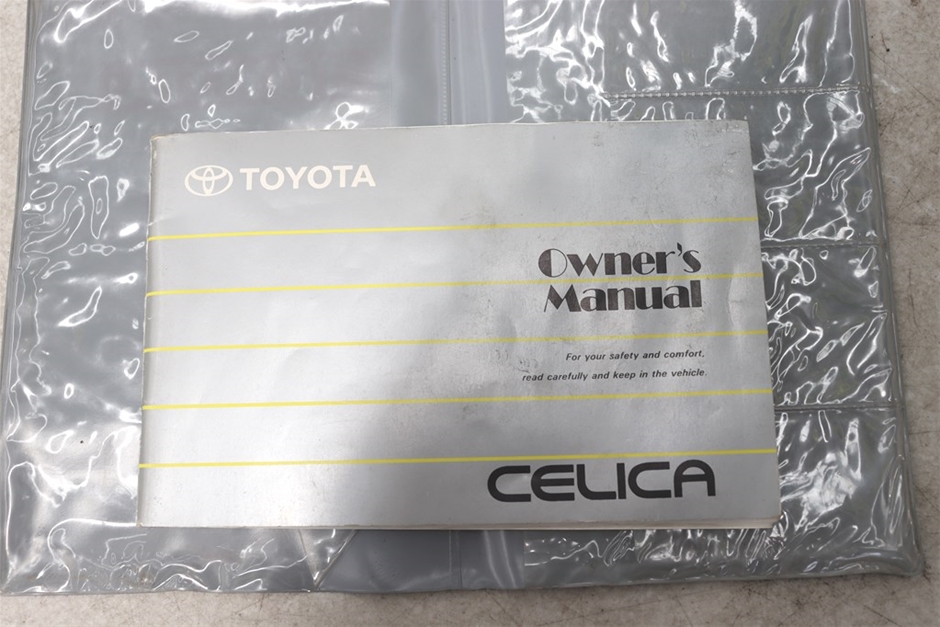 TOYOTA
Owner's
Manual
For your safety and comfort,
read carefully and keep in the vehicle.
CELICA